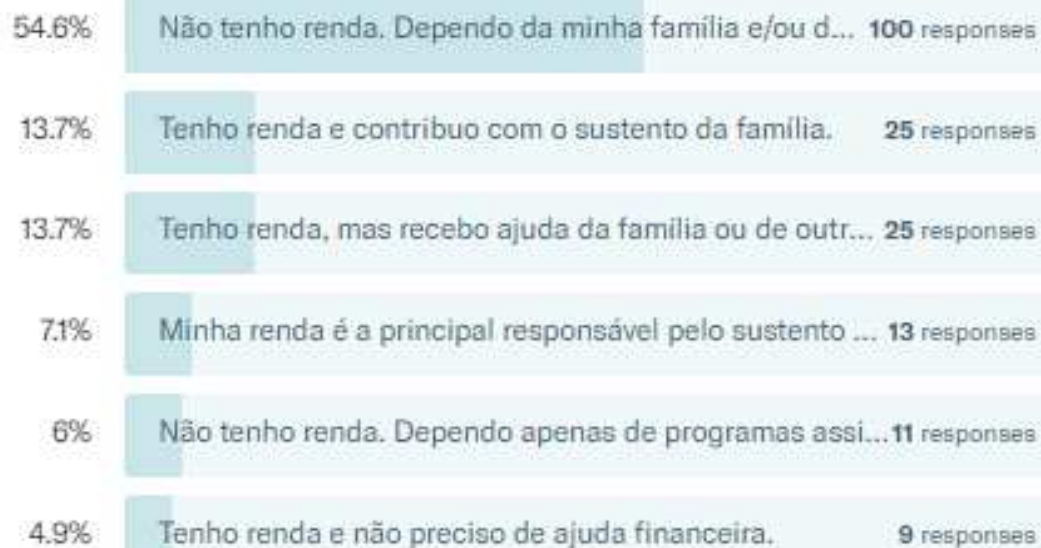 54.6% Não tenho renda. Dependo da minha família e/ou d... 100 responses
13.7% Tenho renda e contribuo com o sustento da família. 25 responses
13.7% Tenho renda, mas recebo ajuda da família ou de outr... 25 responses
7.1% Minha renda é a principal responsável pelo sustento ... 13 responses
6% Não tenho renda. Dependo apenas de programas assi... 11 responses
4.9% Tenho renda e não preciso de ajuda financeira. 9 responses